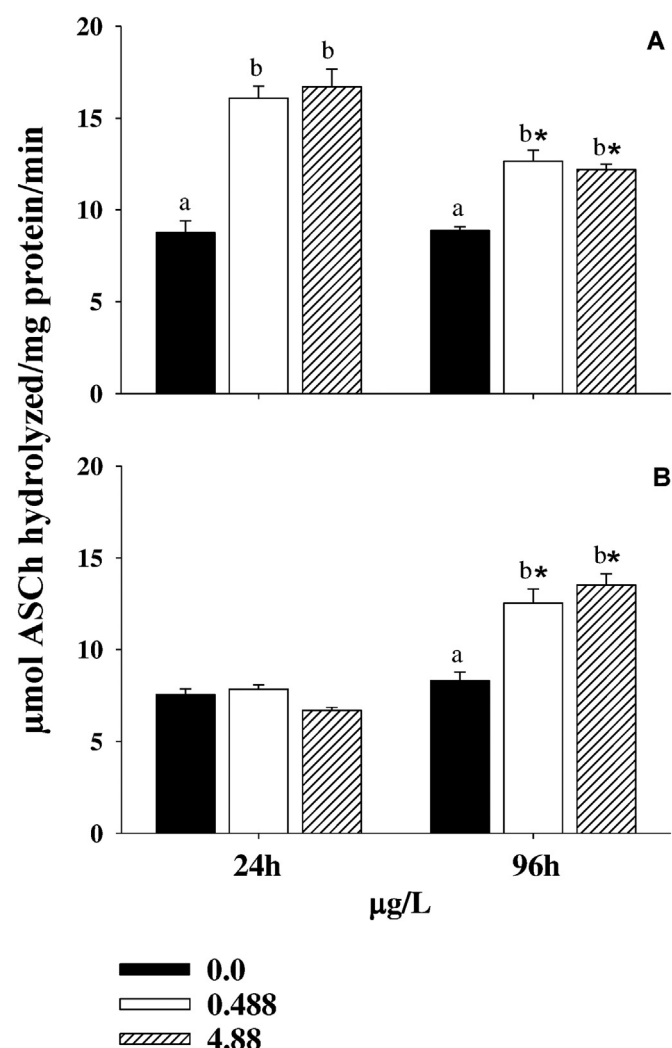 A
20
15
10
5
0
a
b
b
a
b*
b*
µmol ASCh hydrolyzed/mg protein/min
B
20
15
10
5
0
a
b*
b*
24h
96h
µg/L
0.0
0.488
4.88